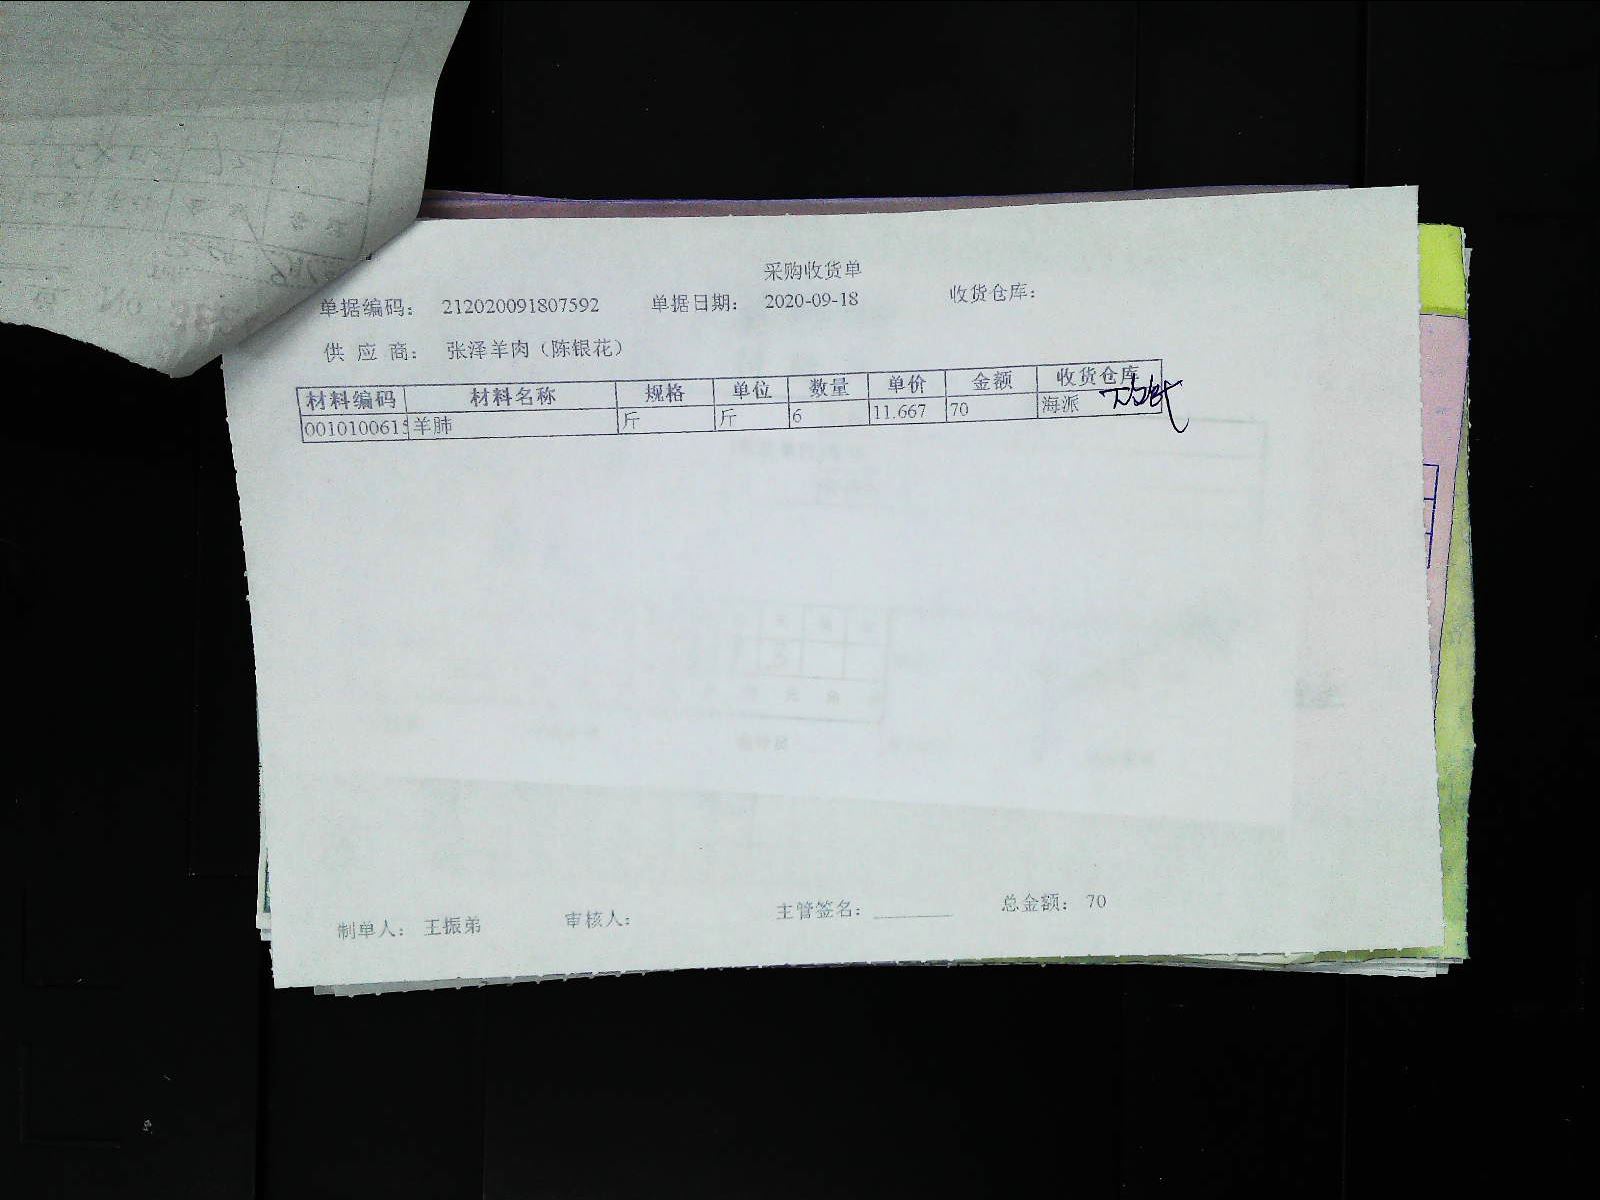 采购收货单
单据编码： 212020091807592 单据日期： 2020-09-18 收货仓库：
供 应 商： 张泽羊肉（陈银花）
材料编码 材料名称 规格 单位 数量 单价 金额 收货仓库
0010100615 羊肺 斤 斤 6 11.667 70 海派
制单人： 王振弟 审核人： 主管签名： ________ 总金额： 70